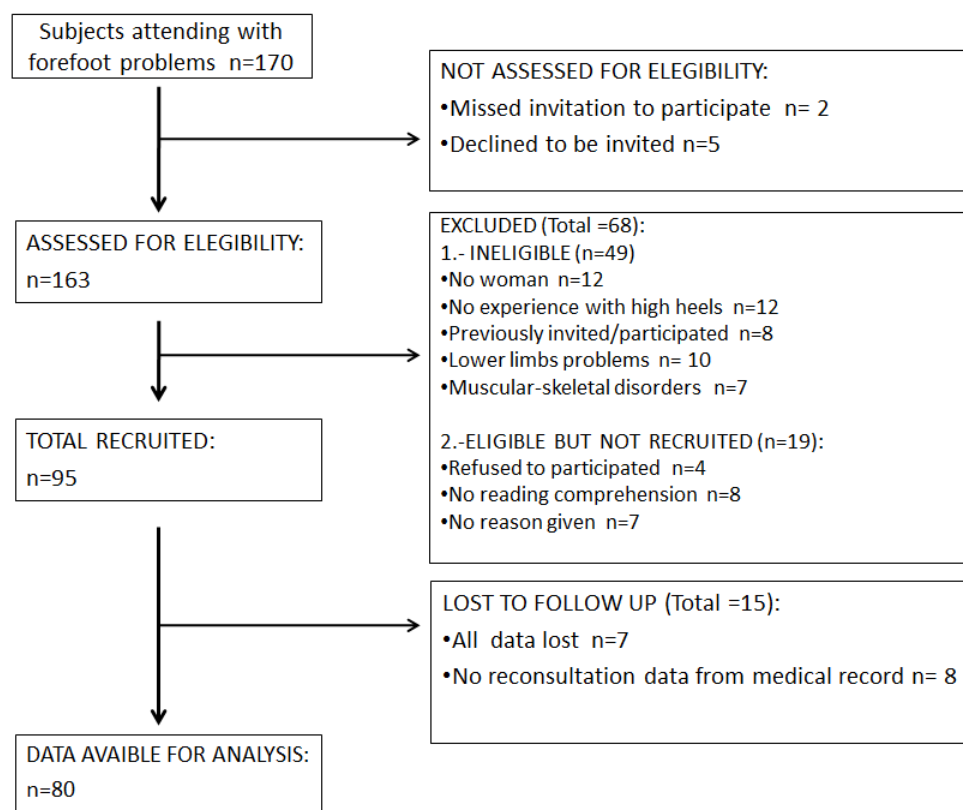 Subjects attending with
forefoot problems n=170
NOT ASSESSED FOR ELEGIBILITY:
•Missed invitation to participate n= 2
•Declined to be invited n=5
ASSESSED FOR ELEGIBILITY:
n=163
EXCLUDED (Total =68):
1.- INELIGIBLE (n=49)
•No woman n=12
•No experience with high heels n=12
•Previously invited/participated n=8
•Lower limbs problems n= 10
•Muscular-skeletal disorders n=7
2.-ELIGIBLE BUT NOT RECRUITED (n=19):
•Refused to participated n=4
•No reading comprehension n=8
•No reason given n=7
TOTAL RECRUITED:
n=95
LOST TO FOLLOW UP (Total =15):
•All data lost n=7
•No reconsultation data from medical record n= 8
DATA AVAIBLE FOR ANALYSIS:
n=80